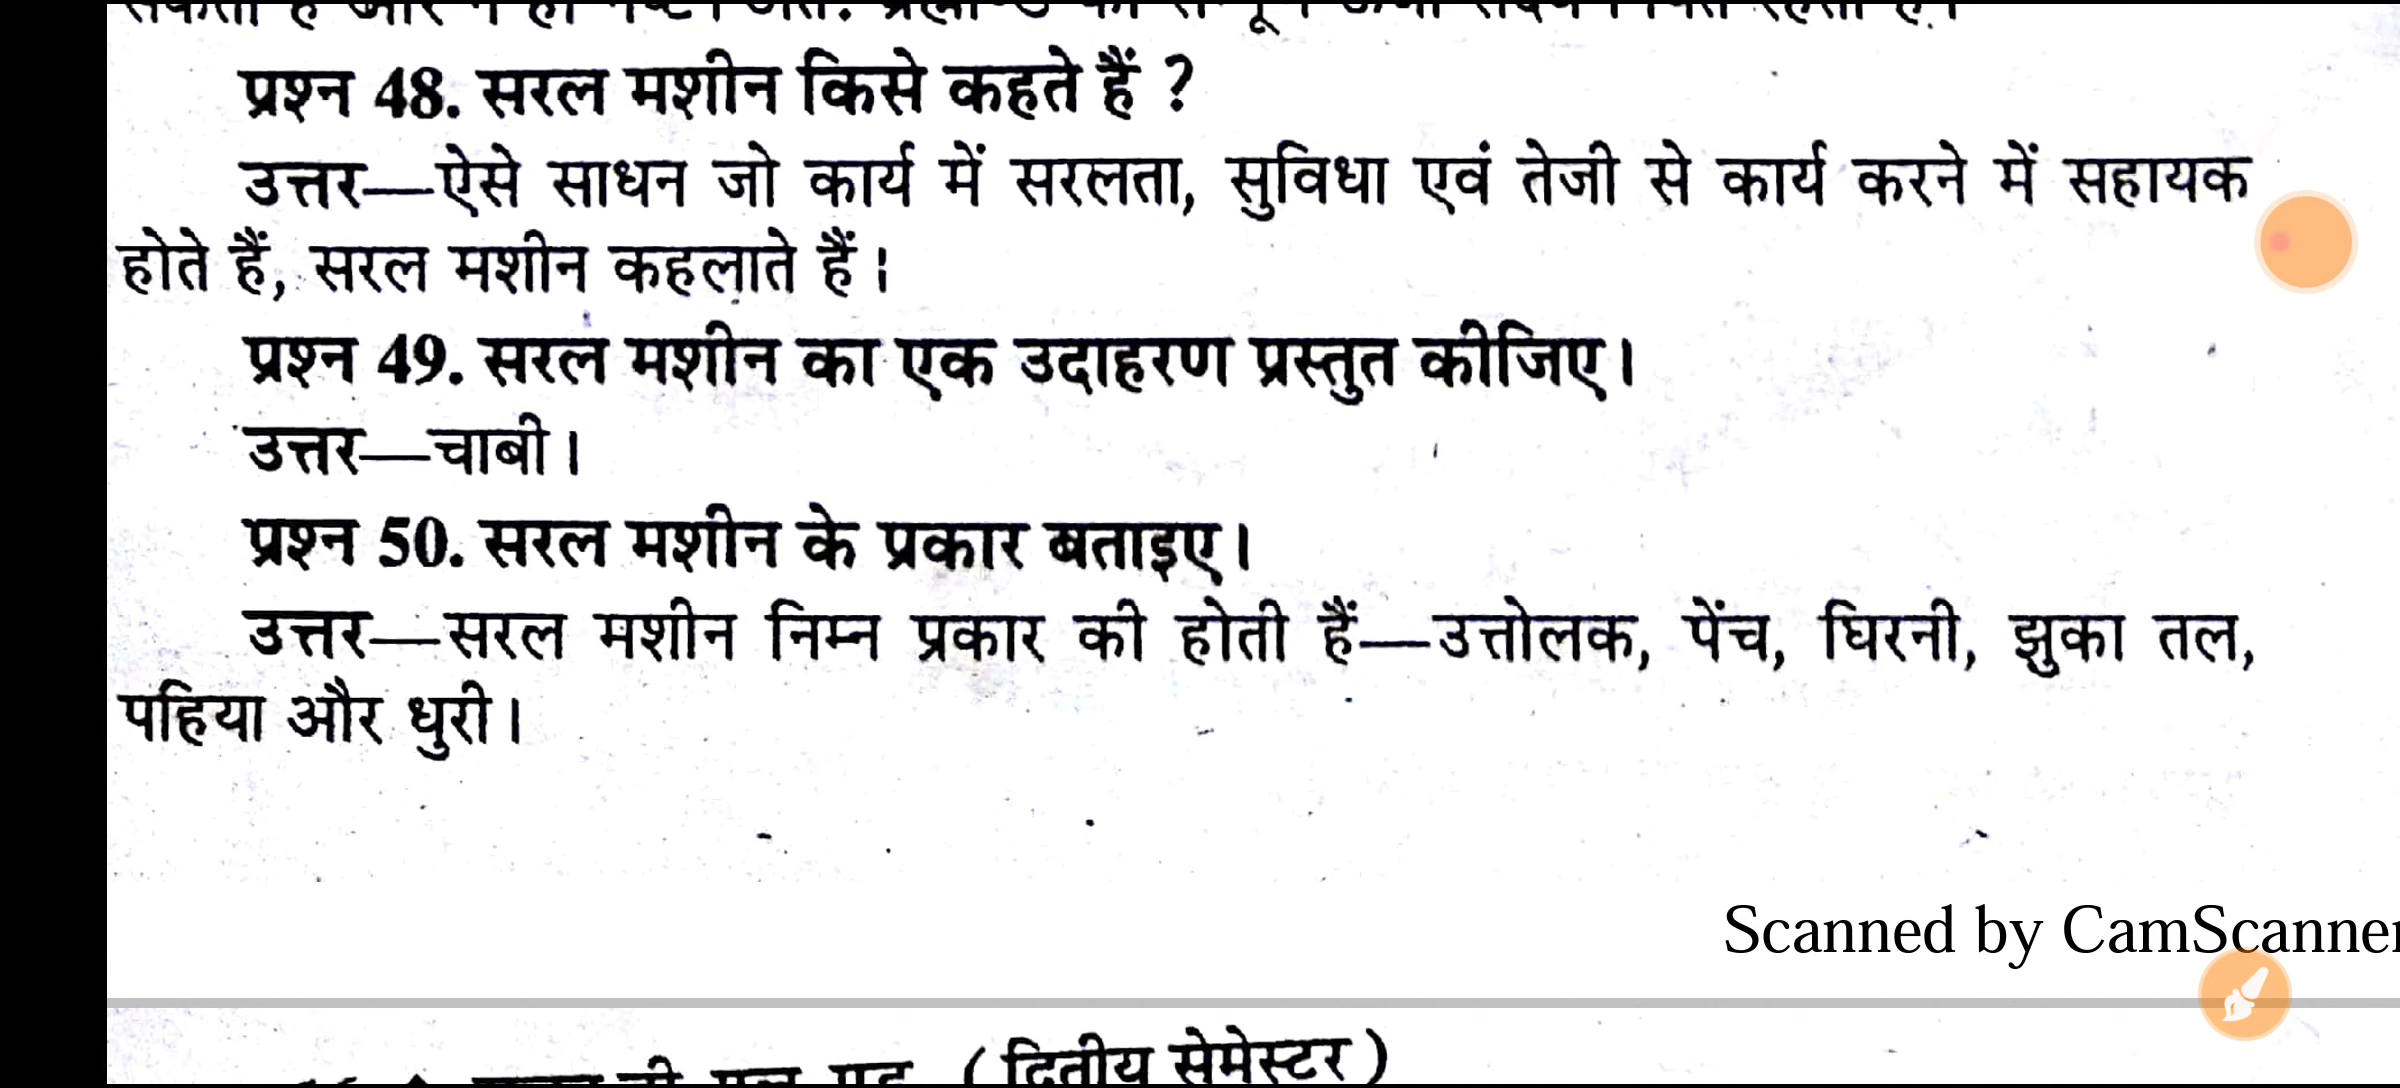 प्रश्न 48. सरल मशीन किसे कहते हैं ?
उत्तर—ऐसे साधन जो कार्य में सरलता, सुविधा एवं तेजी से कार्य करने में सहायक
होते हैं, सरल मशीन कहलाते हैं।
प्रश्न 49. सरल मशीन का एक उदाहरण प्रस्तुत कीजिए।
उत्तर—चाबी।
प्रश्न 50. सरल मशीन के प्रकार बताइए।
उत्तर—सरल मशीन निम्न प्रकार की होती हैं—उत्तोलक, पेंच, घिरनी, झुका तल,
पहिया और धुरी।
Scanned by CamScanner
(द्वितीय सेमेस्टर)